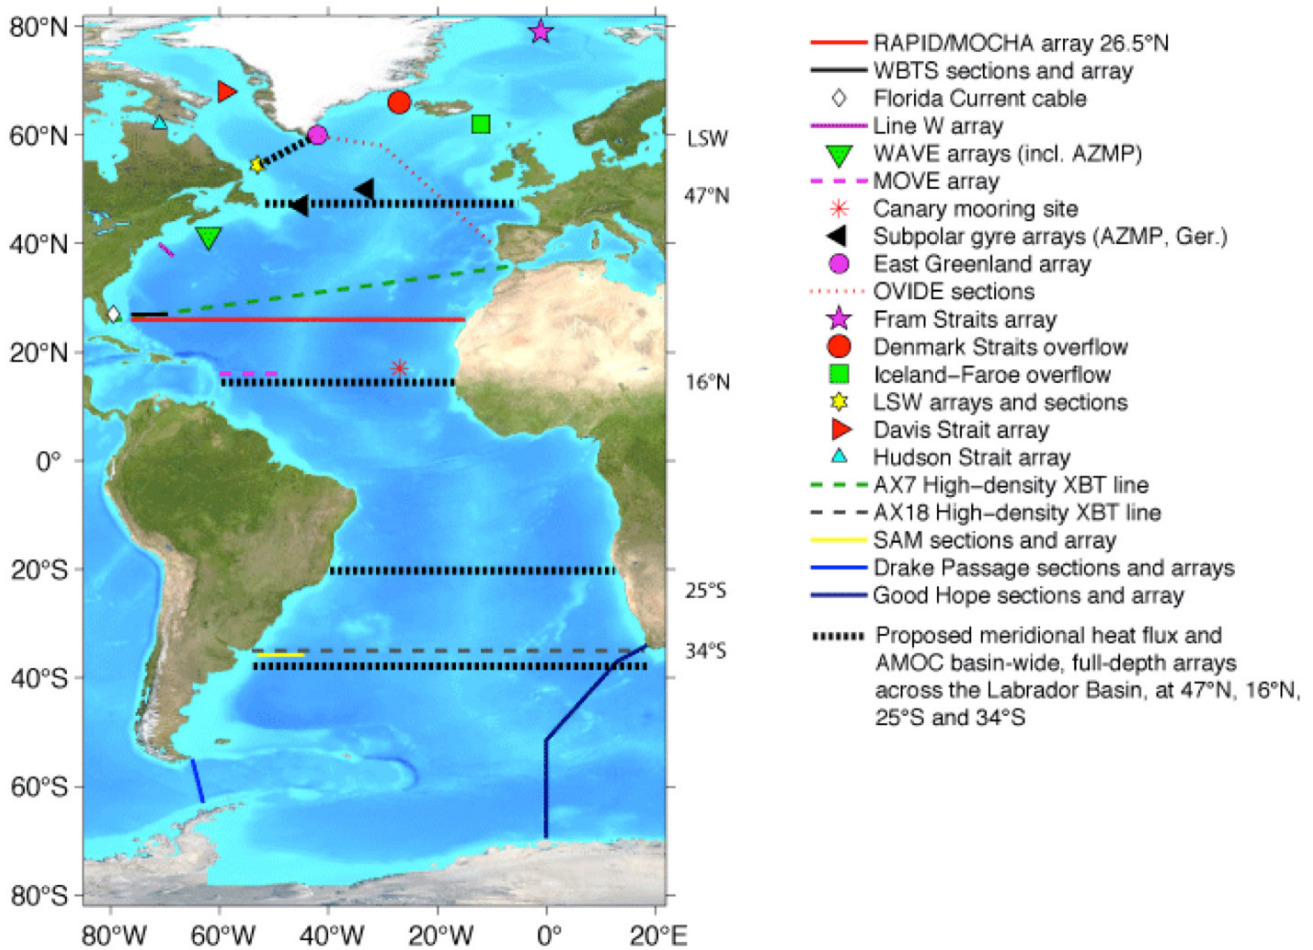 80°N
60°N
40°N
20°N
0°
20°S
40°S
60°S
80°S
80°W
60°W
40°W
20°W
0°
20°E
LSW
47°N
16°N
25°S
34°S
RAPID/MOCHA array 26.5°N
WBTS sections and array
Florida Current cable
Line W array
WAVE arrays (incl. AZMP)
MOVE array
Canary mooring site
Subpolar gyre arrays (AZMP, Ger.)
East Greenland array
OVIDE sections
Fram Straits array
Denmark Straits overflow
Iceland–Faroe overflow
LSW arrays and sections
Davis Strait array
Hudson Strait array
AX7 High–density XBT line
AX18 High–density XBT line
SAM sections and array
Drake Passage sections and arrays
Good Hope sections and array
Proposed meridional heat flux and
AMOC basin-wide, full-depth arrays
across the Labrador Basin, at 47°N, 16°N,
25°S and 34°S